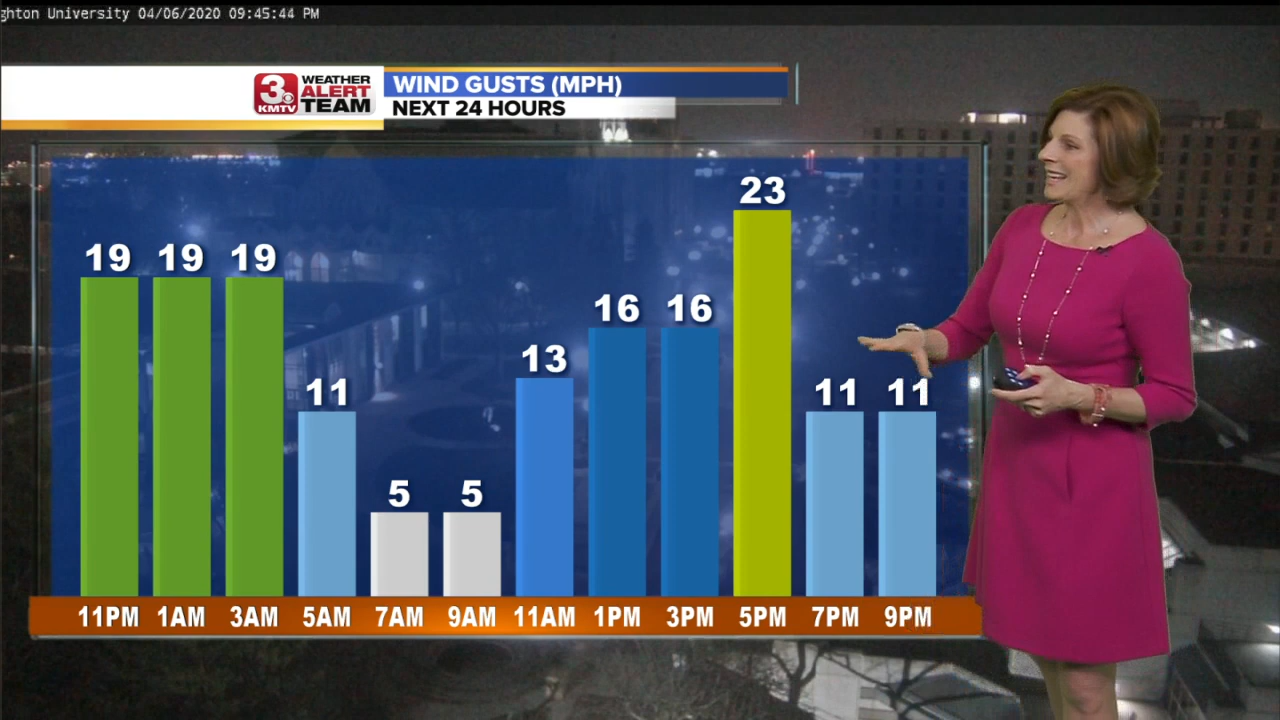 ghton University 04/06/2020 09:45:44 PM
3 KMTV WEATHER ALERT TEAM
WIND GUSTS (MPH)
NEXT 24 HOURS
19 19 19 11 5 5 13 16 16 23 11 11
11PM 1AM 3AM 5AM 7AM 9AM 11AM 1PM 3PM 5PM 7PM 9PM